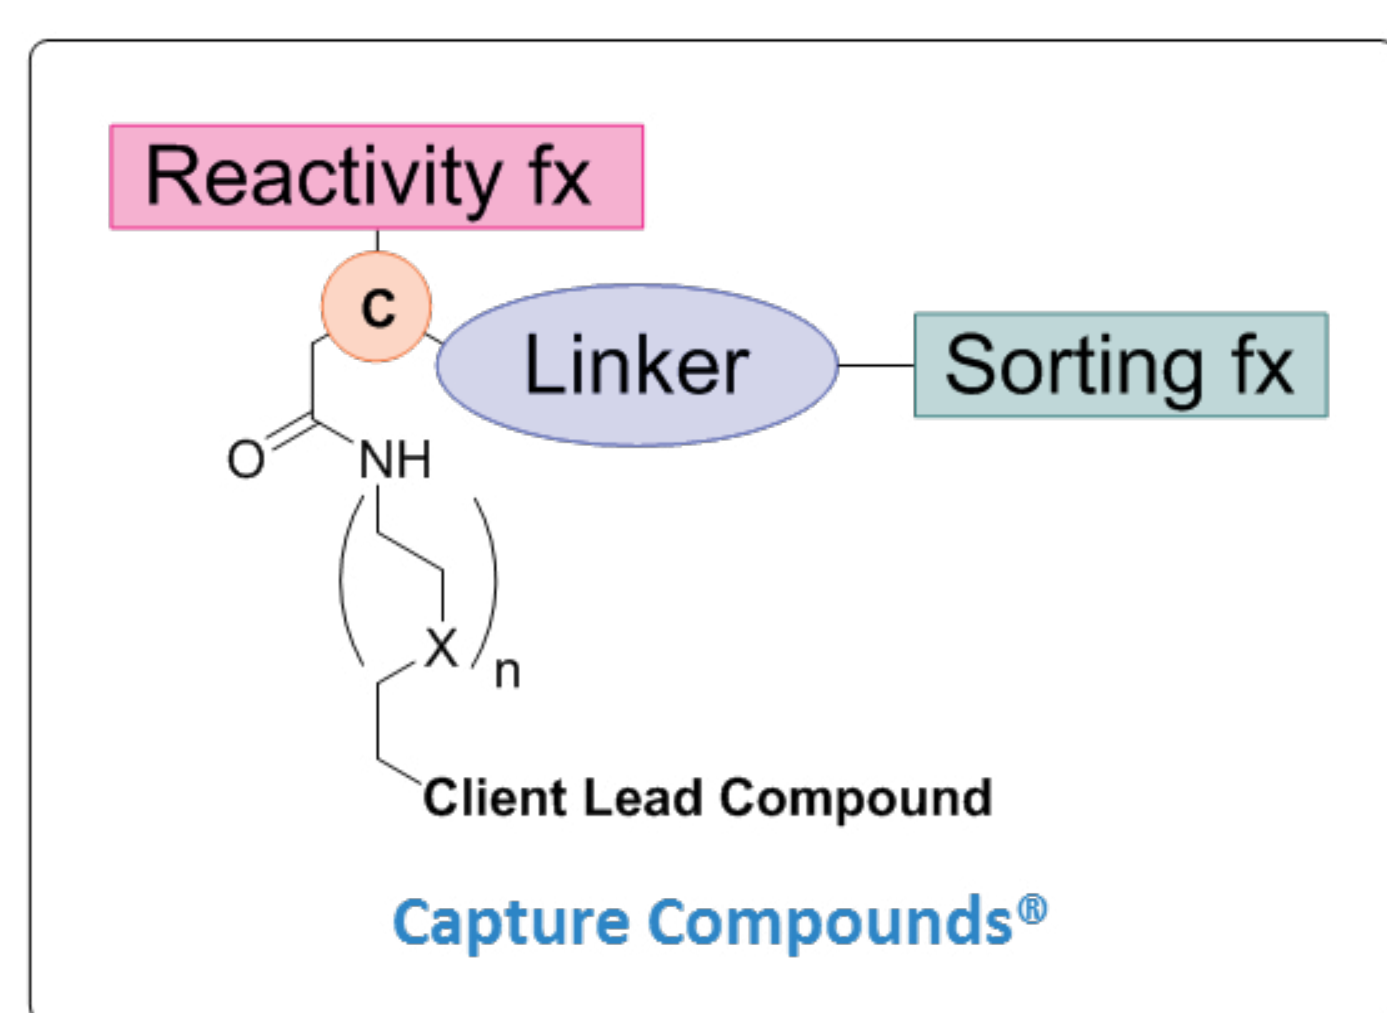 Reactivity fx
C
Linker
Sorting fx
O
NH
X
n
Client Lead Compound
Capture Compounds®